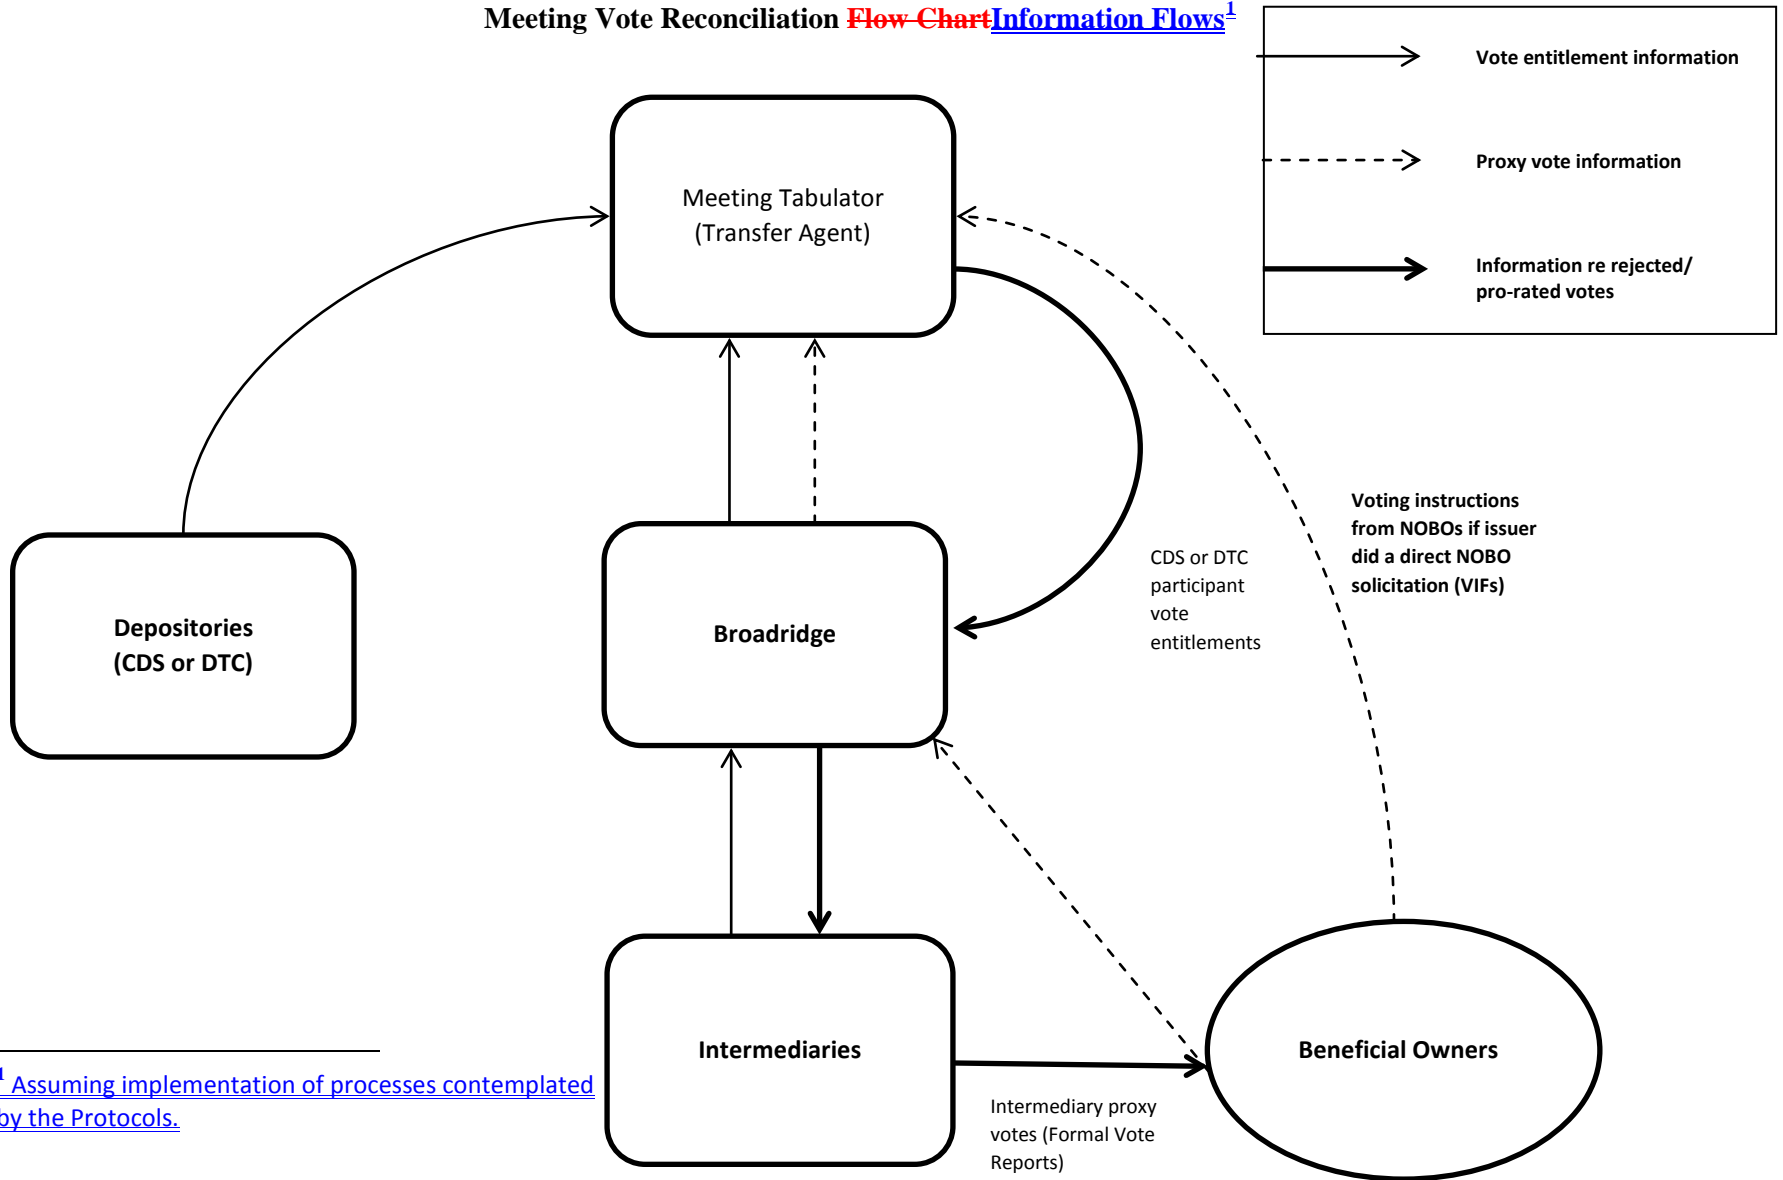 Meeting Vote Reconciliation Flow ChartInformation Flows1
Vote entitlement information
Proxy vote information
Information re rejected/
pro-rated votes
Meeting Tabulator
(Transfer Agent)
Voting instructions
from NOBOs if issuer
did a direct NOBO
solicitation (VIFs)
CDS or DTC
participant
vote
entitlements
Depositories
(CDS or DTC)
Broadridge
Intermediaries
Beneficial Owners
Intermediary proxy
votes (Formal Vote
Reports)
1 Assuming implementation of processes contemplated
by the Protocols.